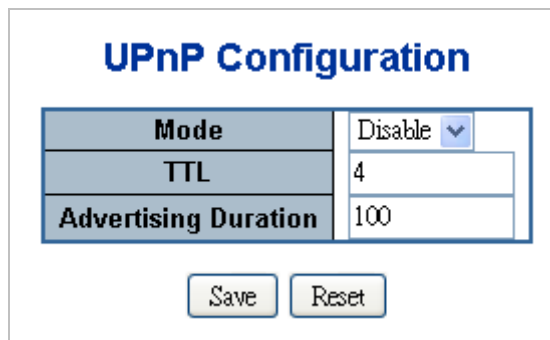 UPnP Configuration
Mode Disable
TTL 4
Advertising Duration 100
Save Reset